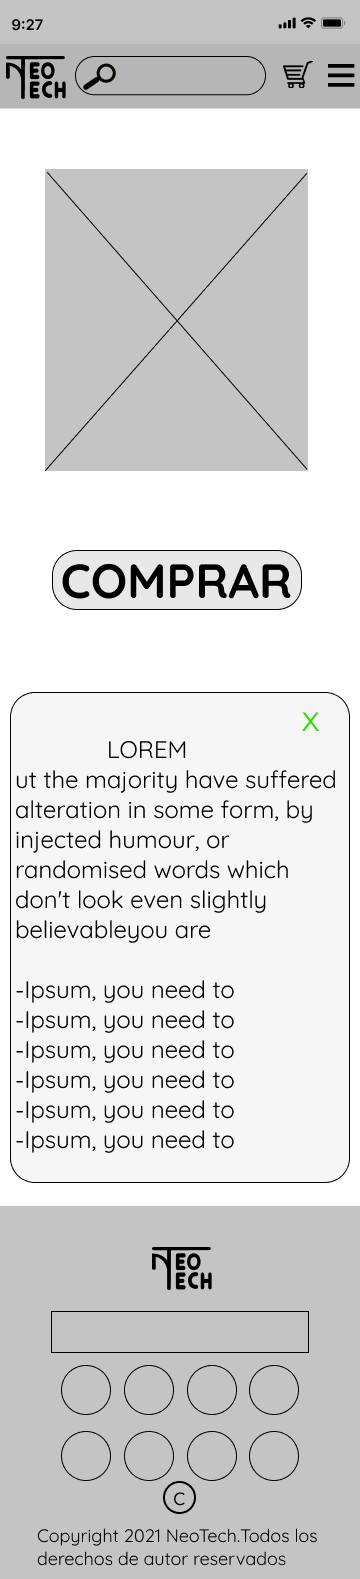 9:27
NEO
TECH
COMPRAR
X
LOREM
ut the majority have suffered
alteration in some form, by
injected humour, or
randomised words which
don't look even slightly
believableyou are
-Ipsum, you need to
-Ipsum, you need to
-Ipsum, you need to
-Ipsum, you need to
-Ipsum, you need to
-Ipsum, you need to
NEO
TECH
C
Copyright 2021 NeoTech.Todos los
derechos de autor reservados